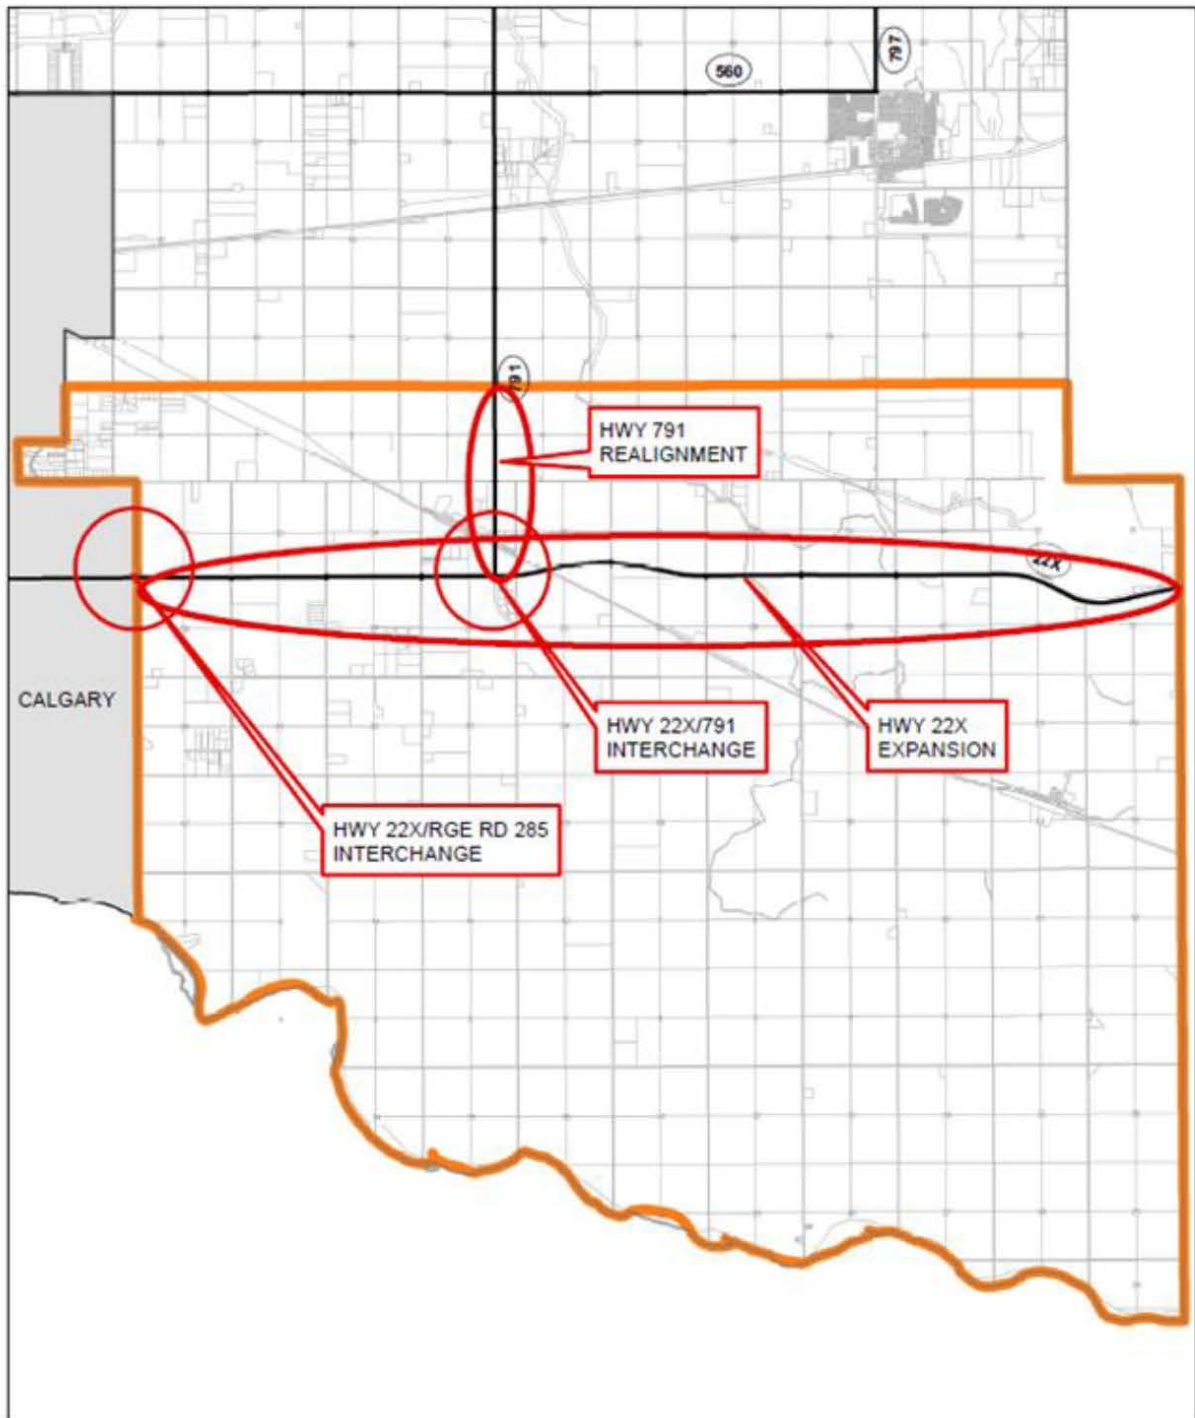 797
560
791
HWY 791
REALIGNMENT
22X
CALGARY
HWY 22X/791
INTERCHANGE
HWY 22X
EXPANSION
HWY 22X/RGE RD 285
INTERCHANGE